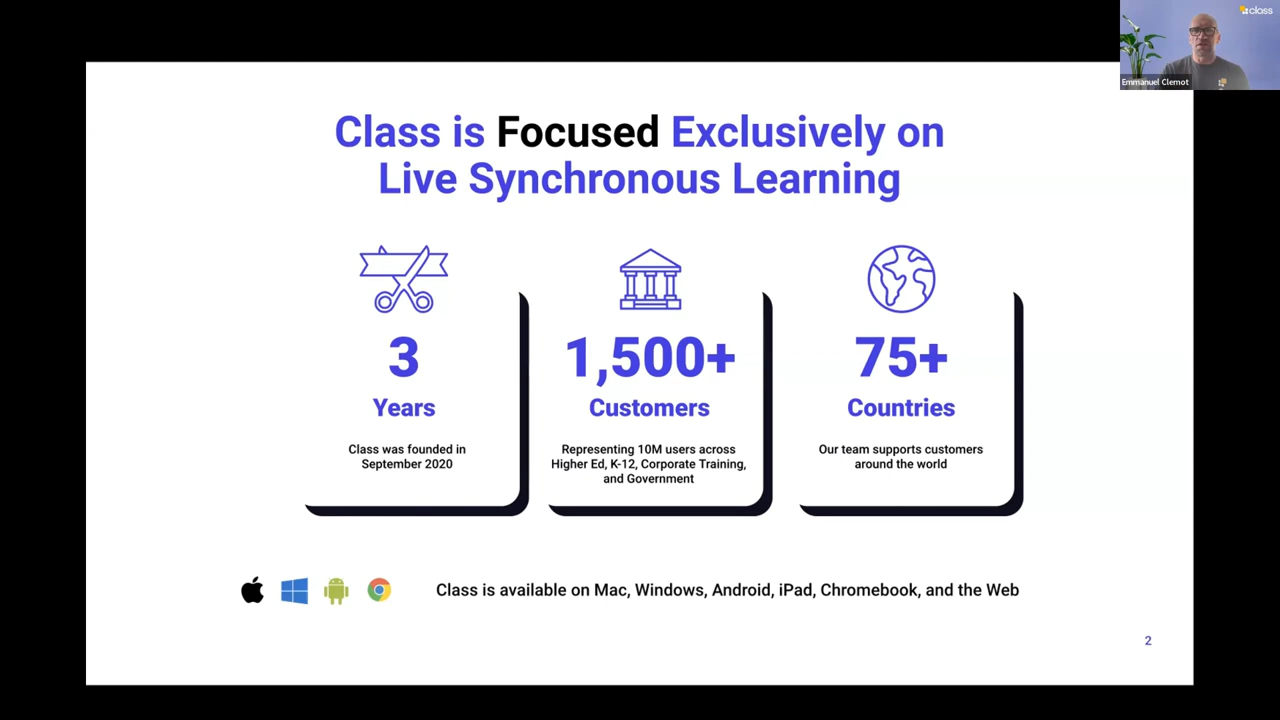 class
Emmanuel Clemot
Class is Focused Exclusively on
Live Synchronous Learning
3
Years
Class was founded in
September 2020
1,500+
Customers
Representing 10M users across
Higher Ed, K-12, Corporate Training,
and Government
75+
Countries
Our team supports customers
around the world
Class is available on Mac, Windows, Android, iPad, Chromebook, and the Web
2